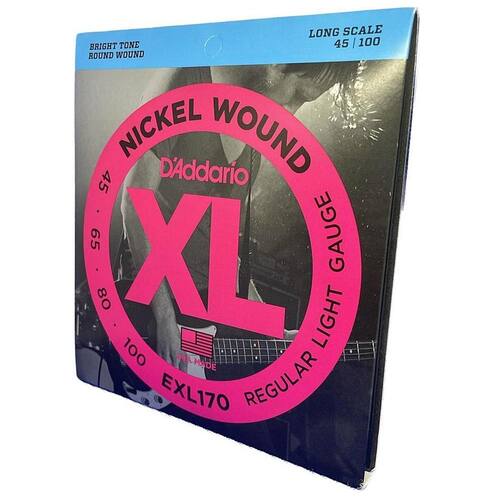 BRIGHT TONE
ROUND WOUND
LONG SCALE
45 | 100
NICKEL WOUND
D'Addario
XL
45 • 65 • 80 • 100
U.S. MADE
EXL170
REGULAR LIGHT GAUGE